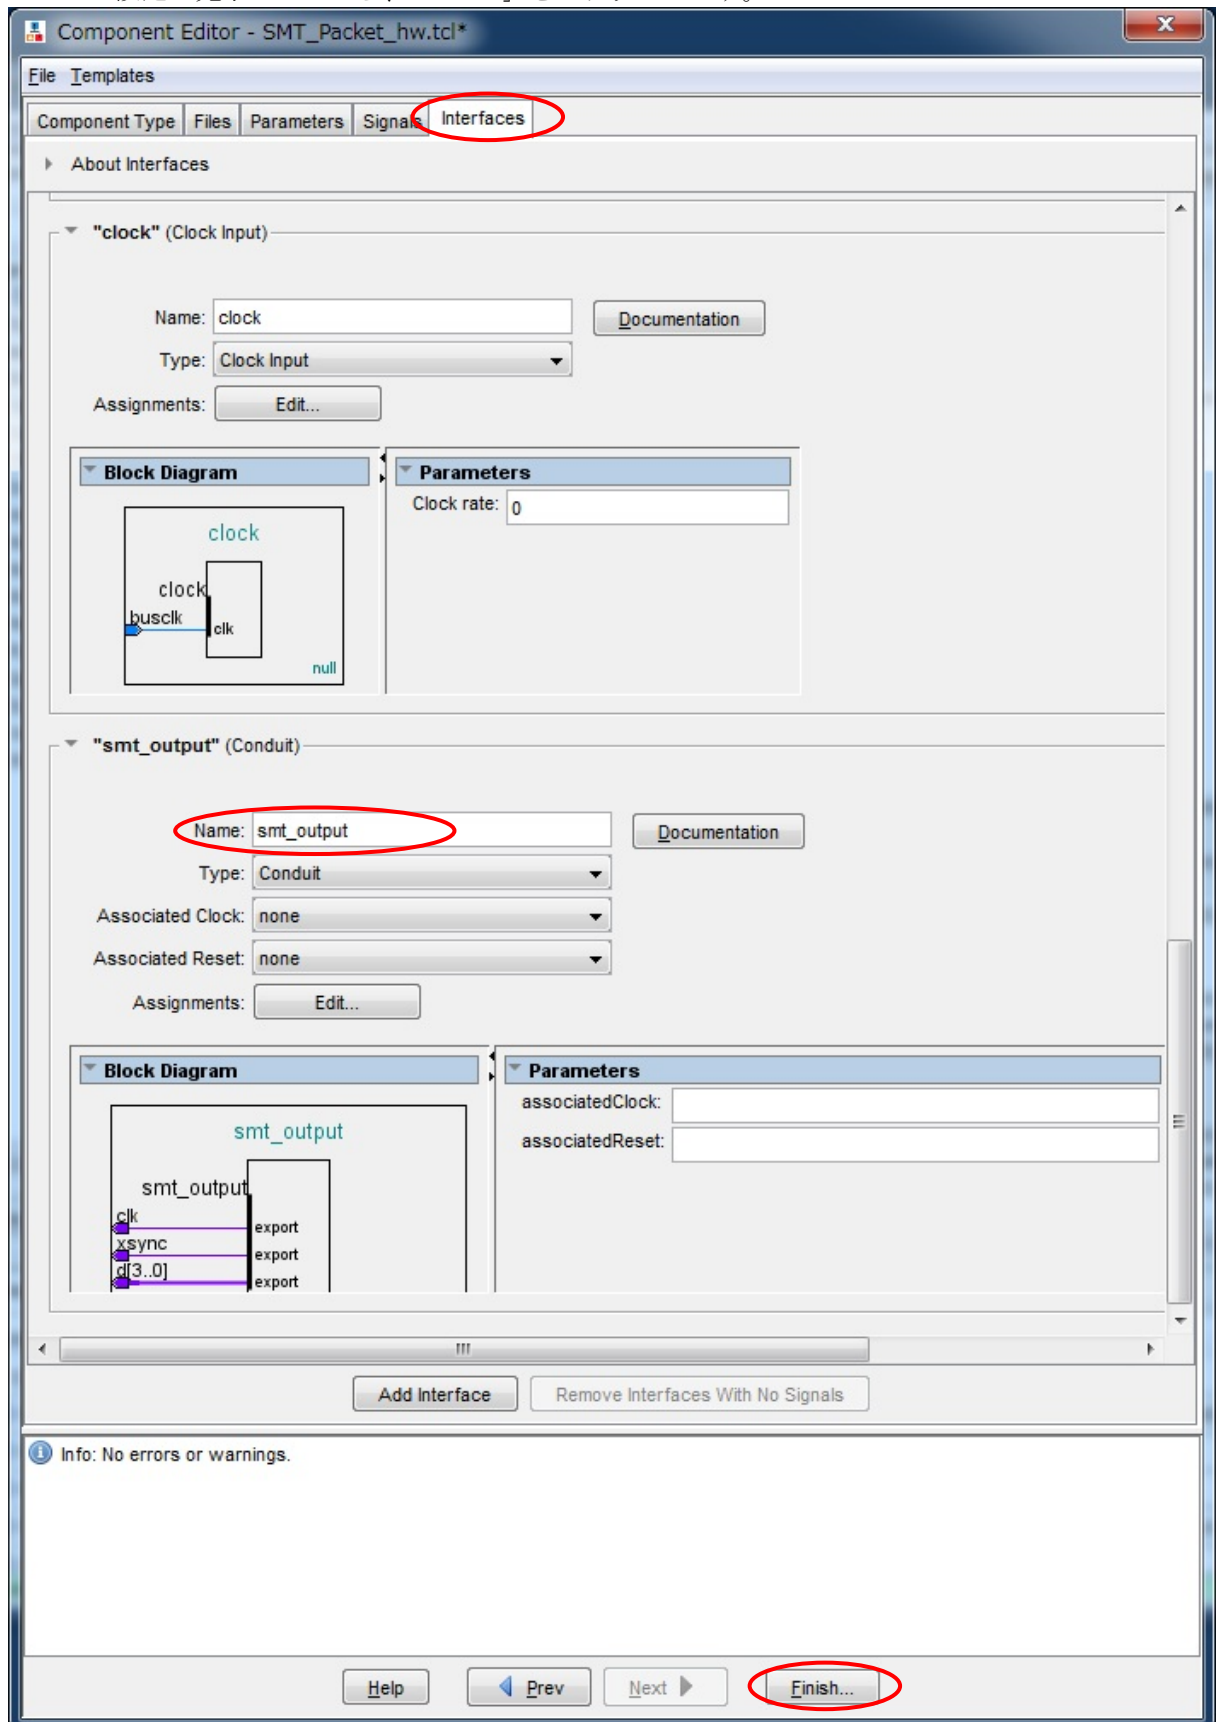 Component Editor - SMT_Packet_hw.tcl*
File Templates
Component Type Files Parameters Signals Interfaces
About Interfaces
"clock" (Clock Input)
Name: clock Documentation
Type: Clock Input
Assignments: Edit...
Block Diagram Parameters
Clock rate: 0
clock
clock
busclk
clk
null
"smt_output" (Conduit)
Name: smt_output Documentation
Type: Conduit
Associated Clock: none
Associated Reset: none
Assignments: Edit...
Block Diagram Parameters
associatedClock:
associatedReset:
smt_output
smt_output
clk
export
xsync
export
d[3..0]
export
Add Interface Remove Interfaces With No Signals
Info: No errors or warnings.
Help Prev Next Finish...